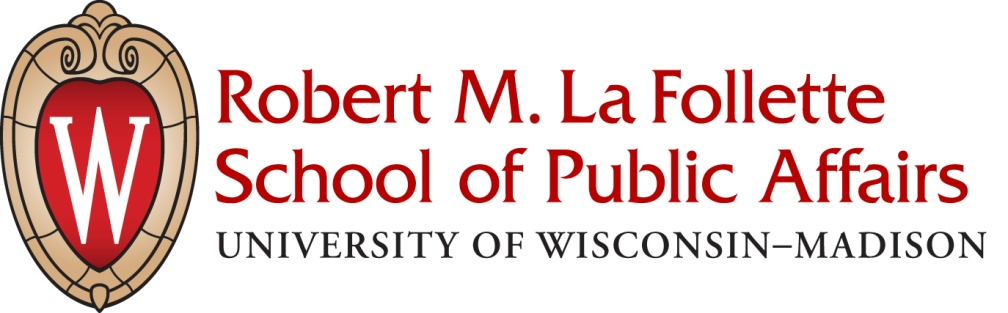 W
Robert M. La Follette
School of Public Affairs
UNIVERSITY OF WISCONSIN–MADISON